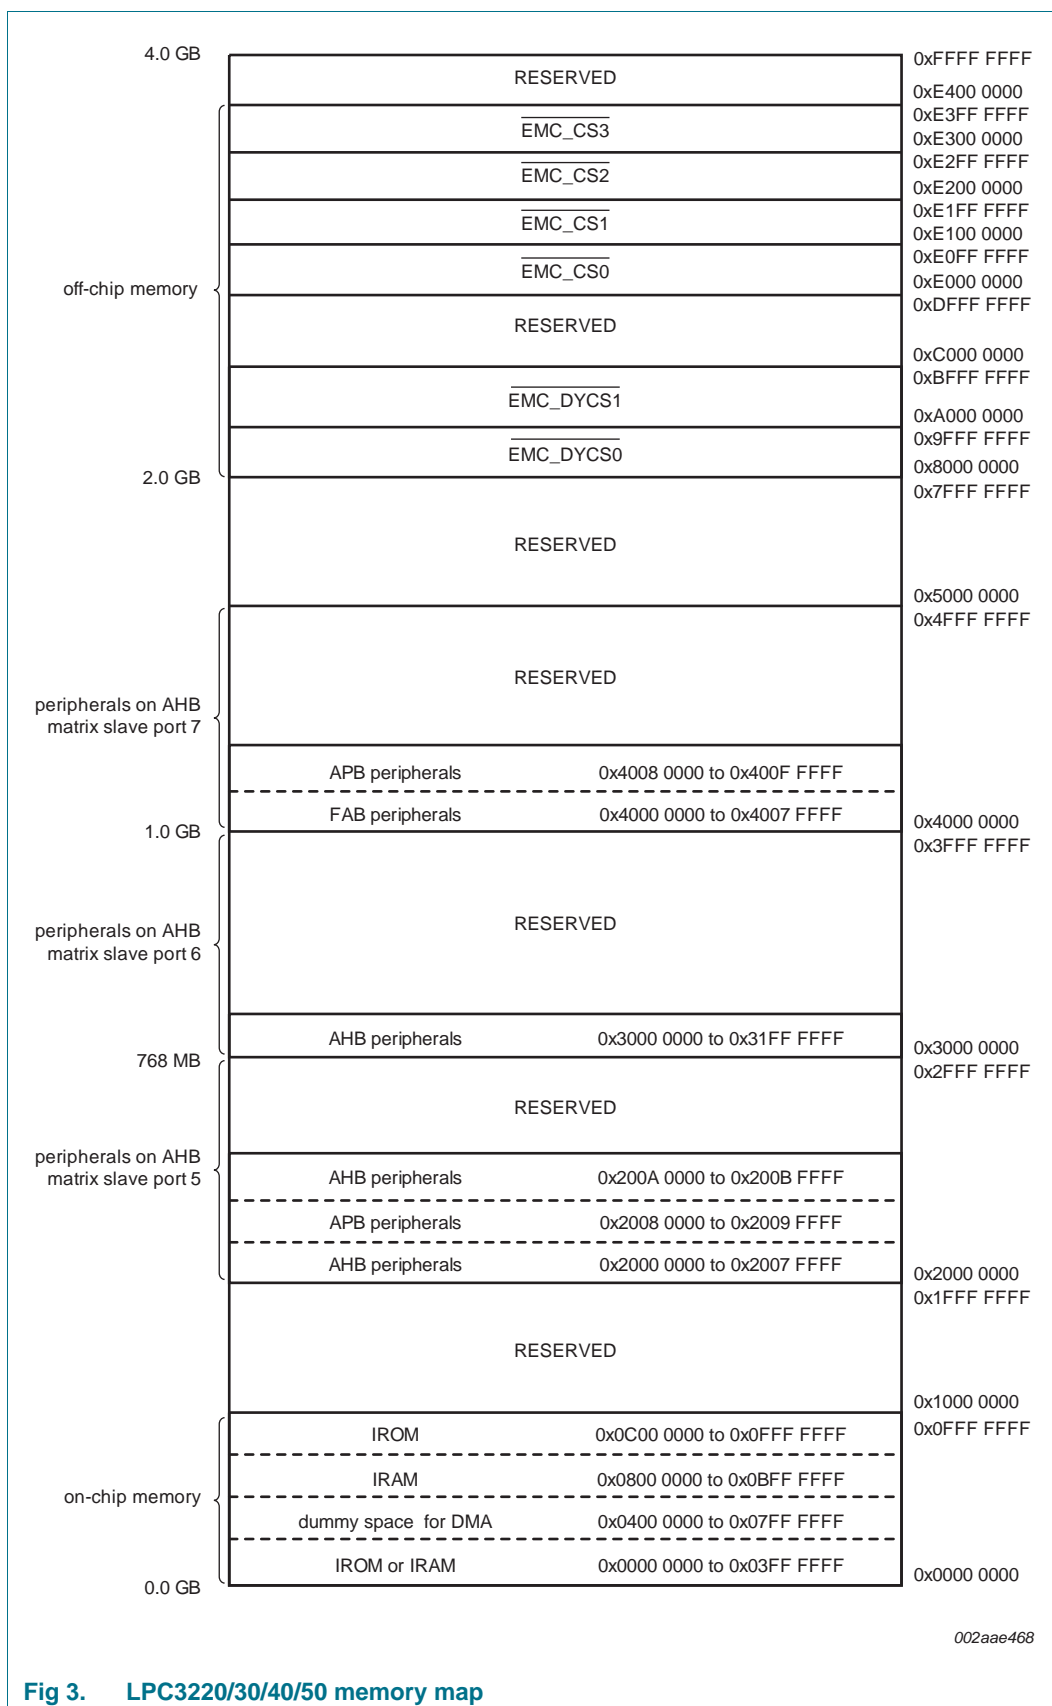 4.0 GB
0xFFFF FFFF
RESERVED
0xE400 0000
0xE3FF FFFF
EMC_CS3
0xE300 0000
0xE2FF FFFF
EMC_CS2
0xE200 0000
0xE1FF FFFF
EMC_CS1
0xE100 0000
0xE0FF FFFF
EMC_CS0
0xE000 0000
off-chip memory
0xDFFF FFFF
RESERVED
0xC000 0000
0xBFFF FFFF
EMC_DYCS1
0xA000 0000
0x9FFF FFFF
EMC_DYCS0
0x8000 0000
2.0 GB
0x7FFF FFFF
RESERVED
0x5000 0000
0x4FFF FFFF
RESERVED
peripherals on AHB
matrix slave port 7
APB peripherals 0x4008 0000 to 0x400F FFFF
FAB peripherals 0x4000 0000 to 0x4007 FFFF
0x4000 0000
1.0 GB
0x3FFF FFFF
RESERVED
peripherals on AHB
matrix slave port 6
AHB peripherals 0x3000 0000 to 0x31FF FFFF
0x3000 0000
768 MB
0x2FFF FFFF
RESERVED
peripherals on AHB
matrix slave port 5
AHB peripherals 0x200A 0000 to 0x200B FFFF
APB peripherals 0x2008 0000 to 0x2009 FFFF
AHB peripherals 0x2000 0000 to 0x2007 FFFF
0x2000 0000
0x1FFF FFFF
RESERVED
0x1000 0000
0x0FFF FFFF
IROM 0x0C00 0000 to 0x0FFF FFFF
IRAM 0x0800 0000 to 0x0BFF FFFF
on-chip memory
dummy space for DMA 0x0400 0000 to 0x07FF FFFF
IROM or IRAM 0x0000 0000 to 0x03FF FFFF
0x0000 0000
0.0 GB
002aae468
Fig 3. LPC3220/30/40/50 memory map